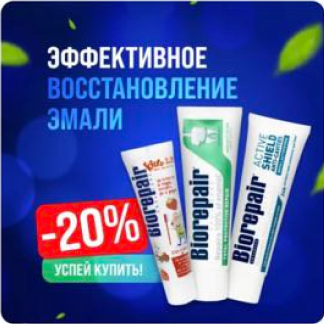 ЭФФЕКТИВНОЕ
ВОССТАНОВЛЕНИЕ
ЭМАЛИ
-20%
УСПЕЙ КУПИТЬ!
Biorepair
Biorepair
Biorepair
ACTIVE
SHIELD